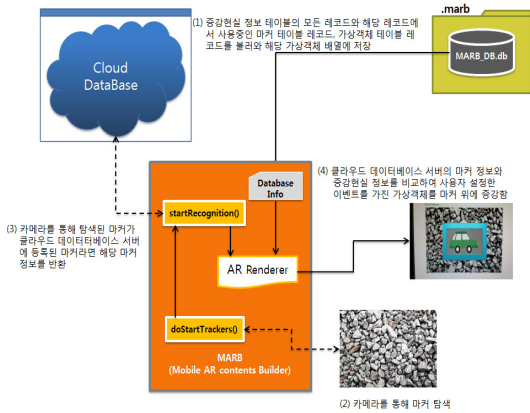 .marb
MARB_DB.db
(1) 증강현실 정보 테이블의 모든 레코드와 해당 레코드에
서 사용중인 마커 테이블 레코드, 가상객체 테이블 레
코드를 불러와 해당 가상객체 배열에 저장
Cloud
DataBase
(4) 클라우드 데이터베이스 서버의 마커 정보와
증강현실 정보를 비교하여 사용자 설정한
이벤트를 가진 가상객체를 마커 위에 증강함
Database
Info
startRecognition()
(3) 카메라를 통해 탐색된 마커가
클라우드 데이터터베이스 서버
에 등록된 마커라면 해당 마커
정보를 반환
AR Renderer
doStartTrackers()
MARB
(Mobile AR contents Builder)
(2) 카메라를 통해 마커 탐색